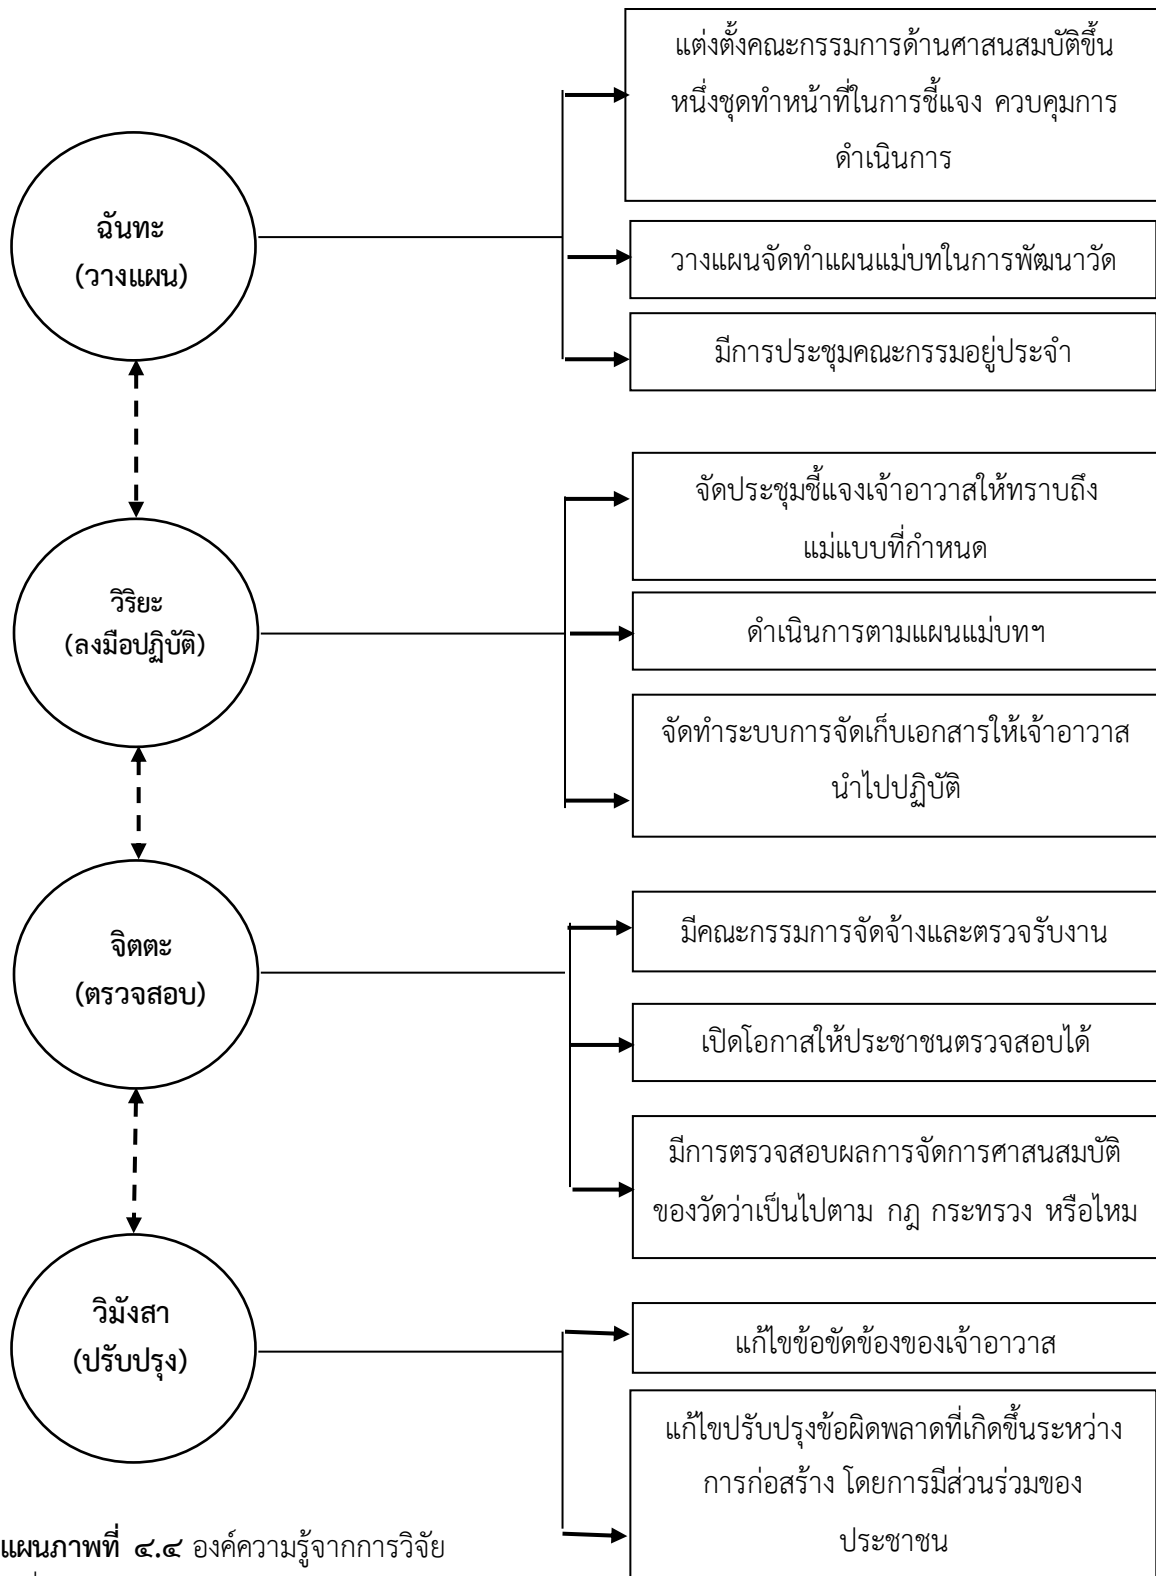 ฉันทะ
(วางแผน)
แต่งตั้งคณะกรรมการด้านศาสนสมบัติขึ้น
หนึ่งชุดทำหน้าที่ในการชี้แจง ควบคุมการ
ดำเนินการ
วางแผนจัดทำแผนแม่บทในการพัฒนาวัด
มีการประชุมคณะกรรมอยู่ประจำ
วิริยะ
(ลงมือปฏิบัติ)
จัดประชุมชี้แจงเจ้าอาวาสให้ทราบถึง
แม่แบบที่กำหนด
ดำเนินการตามแผนแม่บทฯ
จัดทำระบบการจัดเก็บเอกสารให้เจ้าอาวาส
นำไปปฏิบัติ
จิตตะ
(ตรวจสอบ)
มีคณะกรรมการจัดจ้างและตรวจรับงาน
เปิดโอกาสให้ประชาชนตรวจสอบได้
มีการตรวจสอบผลการจัดการศาสนสมบัติ
ของวัดว่าเป็นไปตาม กฎ กระทรวง หรือไหม
วิมังสา
(ปรับปรุง)
แก้ไขข้อขัดข้องของเจ้าอาวาส
แก้ไขปรับปรุงข้อผิดพลาดที่เกิดขึ้นระหว่าง
การก่อสร้าง โดยการมีส่วนร่วมของ
ประชาชน
แผนภาพที่ ๔.๔ องค์ความรู้จากการวิจัย